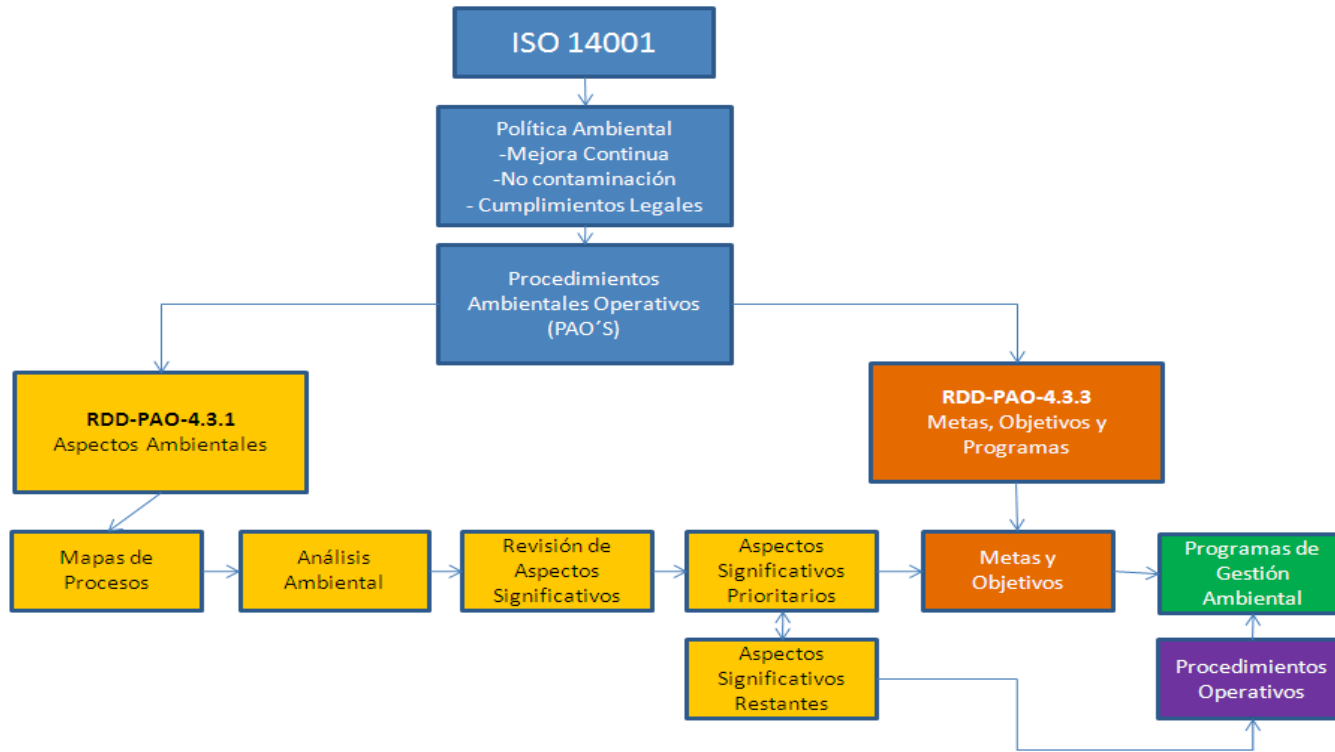 ISO 14001
Política Ambiental
-Mejora Continua
-No contaminación
- Cumplimientos Legales
Procedimientos
Ambientales Operativos
(PAO´S)
RDD-PAO-4.3.1
Aspectos Ambientales
RDD-PAO-4.3.3
Metas, Objetivos y
Programas
Mapas de
Procesos
Análisis
Ambiental
Revisión de
Aspectos
Significativos
Aspectos
Significativos
Prioritarios
Metas y
Objetivos
Programas de
Gestión
Ambiental
Aspectos
Significativos
Restantes
Procedimientos
Operativos